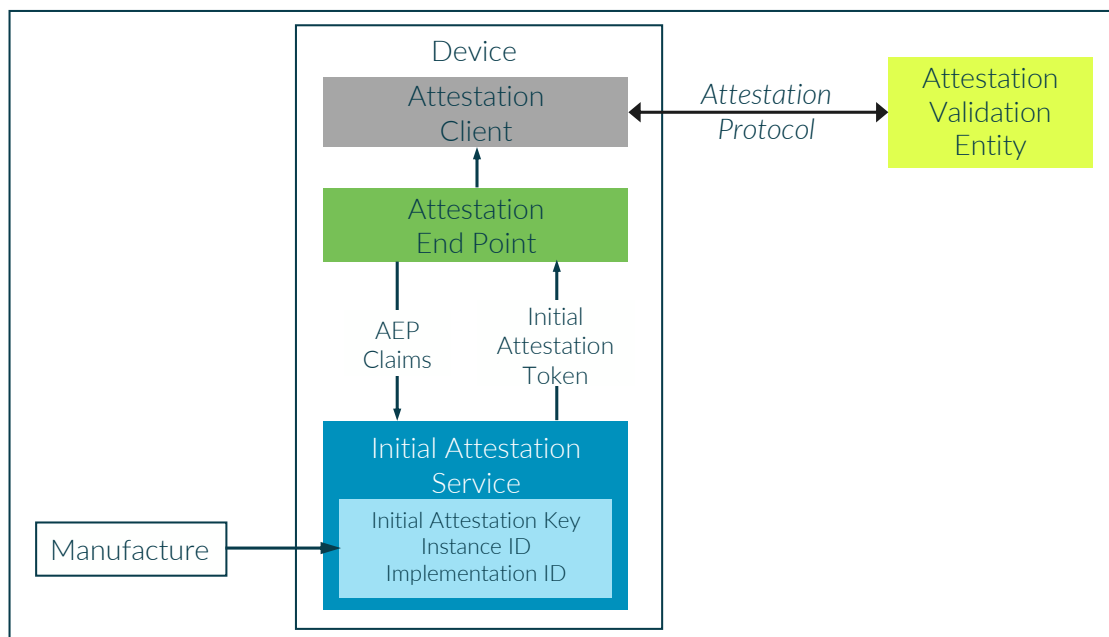 Device
Attestation
Client
Attestation
Protocol
Attestation
Validation
Entity
Attestation
End Point
AEP
Claims
Initial
Attestation
Token
Initial Attestation
Service
Initial Attestation Key
Instance ID
Implementation ID
Manufacture